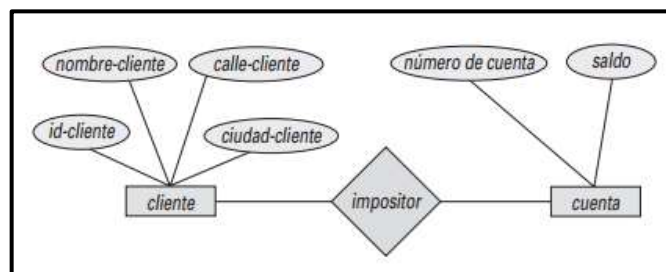 nombre-cliente
calle-cliente
número de cuenta
saldo
id-cliente
ciudad-cliente
cliente
impositor
cuenta